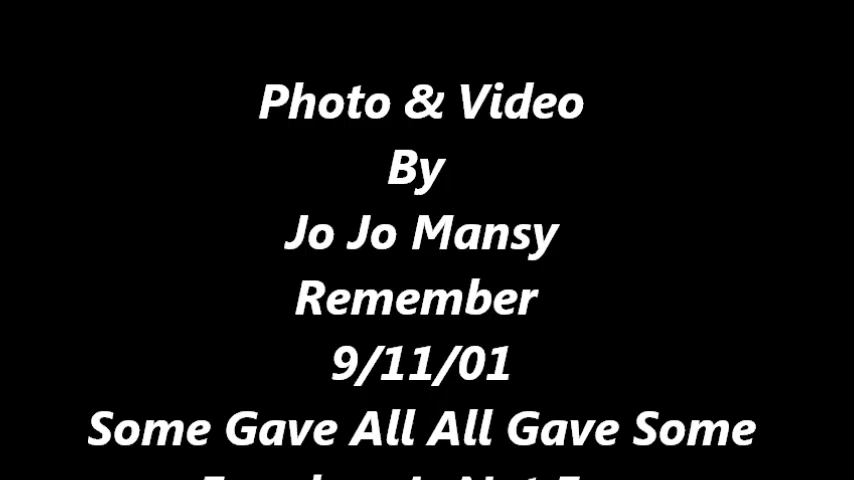 Photo & Video
By
Jo Jo Mansy
Remember
9/11/01
Some Gave All All Gave Some